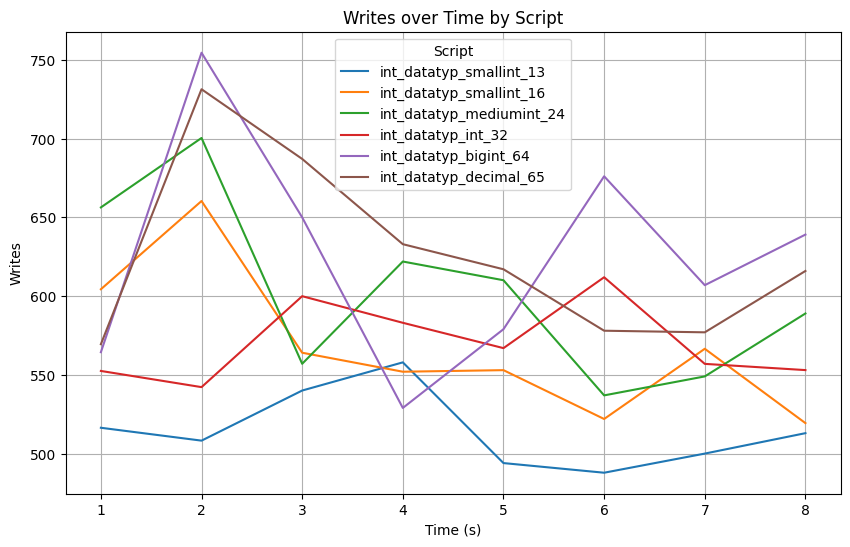 Writes over Time by Script
Script
int_datatyp_smallint_13
int_datatyp_smallint_16
int_datatyp_mediumint_24
int_datatyp_int_32
int_datatyp_bigint_64
int_datatyp_decimal_65
Writes
750
700
650
600
550
500
1 2 3 4 5 6 7 8
Time (s)